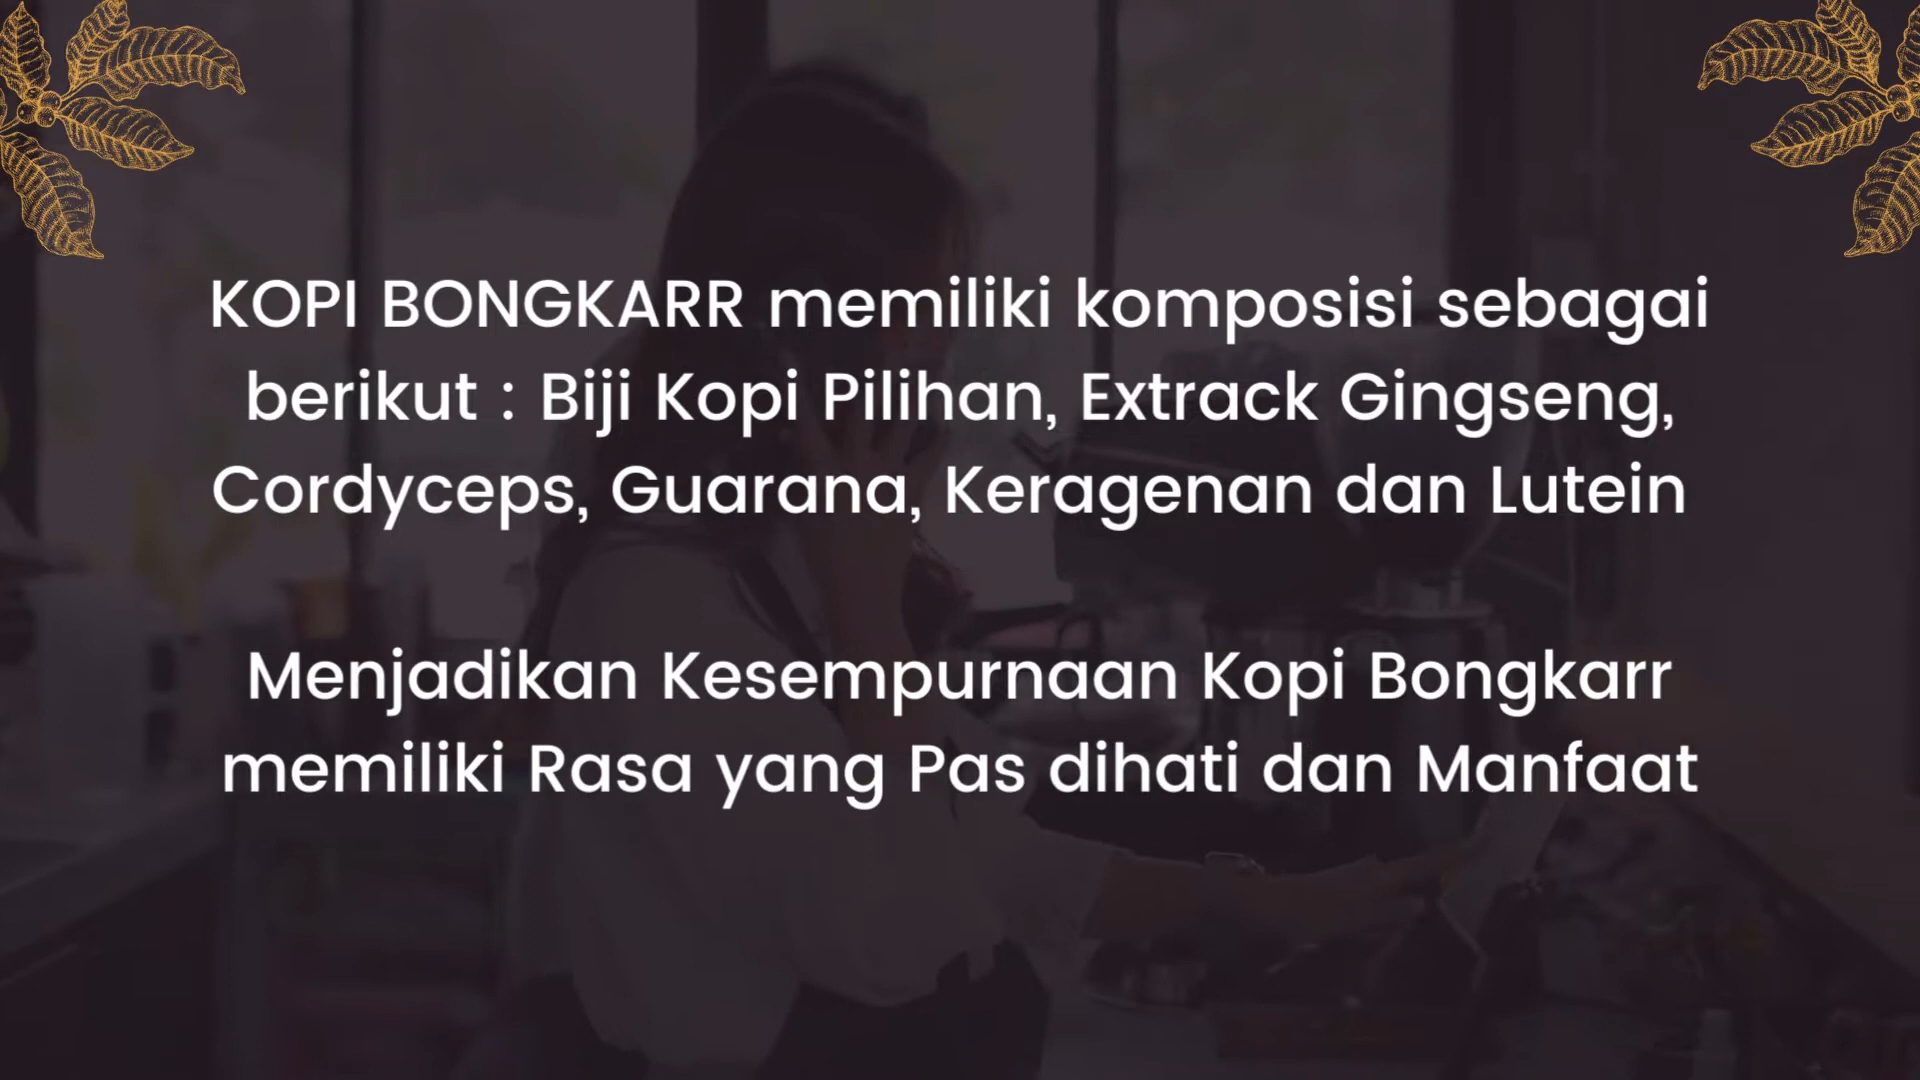 KOPI BONGKARR memiliki komposisi sebagai
berikut : Biji Kopi Pilihan, Extrack Gingseng,
Cordyceps, Guarana, Keragenan dan Lutein
Menjadikan Kesempurnaan Kopi Bongkarr
memiliki Rasa yang Pas dihati dan Manfaat